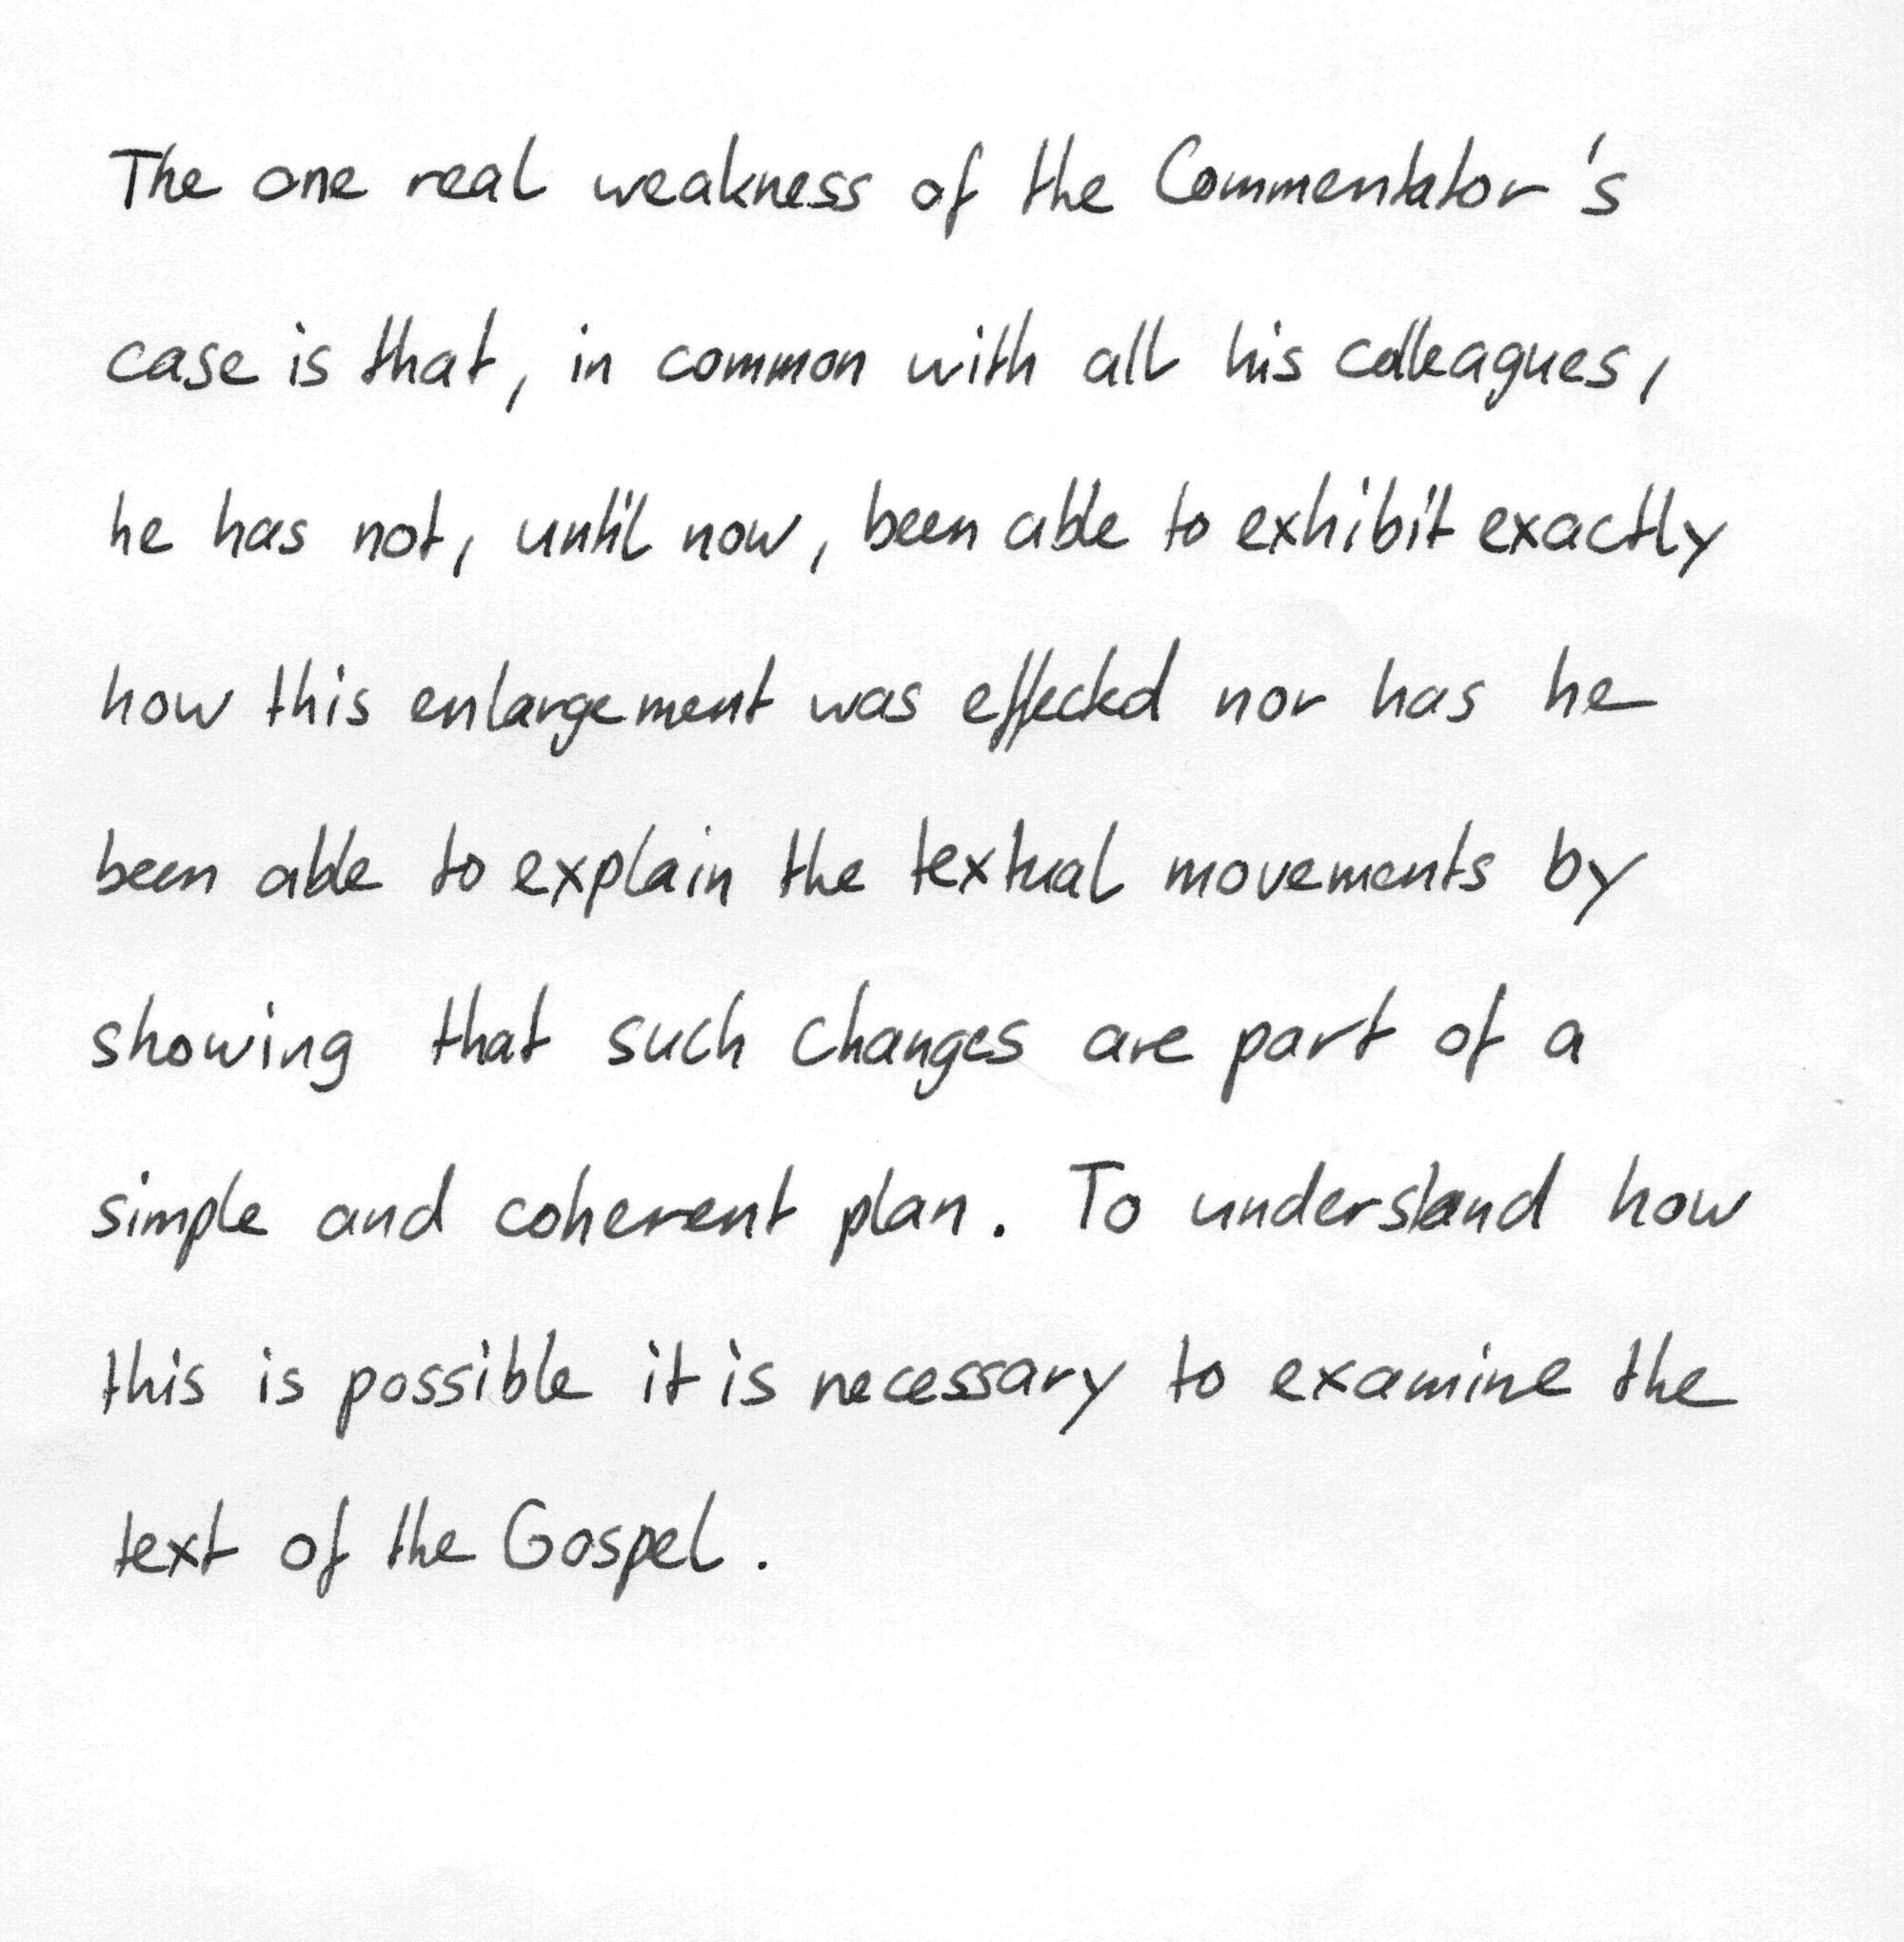 The one real weakness of the Commentator's
case is that, in common with all his colleagues,
he has not, until now, been able to exhibit exactly
how this enlargement was effected nor has he
been able to explain the textual movements by
showing that such changes are part of a
simple and coherent plan. To understand how
this is possible it is necessary to examine the
text of the Gospel.